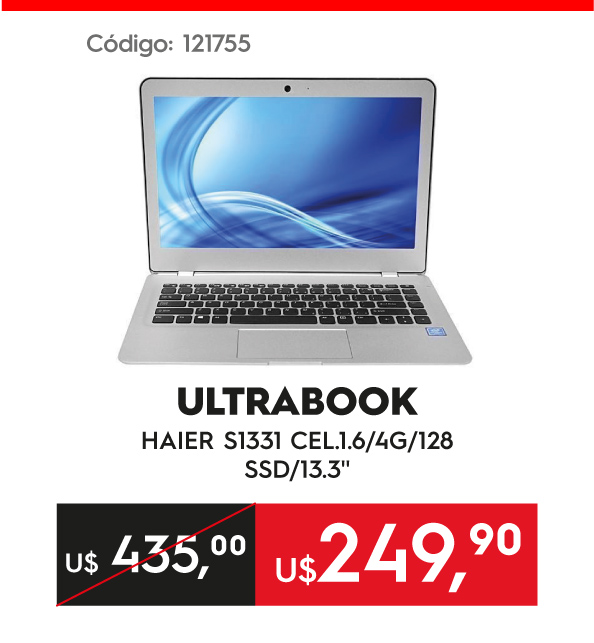 Código: 121755
ULTRABOOK
HAIER S1331 CEL.1.6/4G/128
SSD/13.3"
U$ 435,00
U$249,90